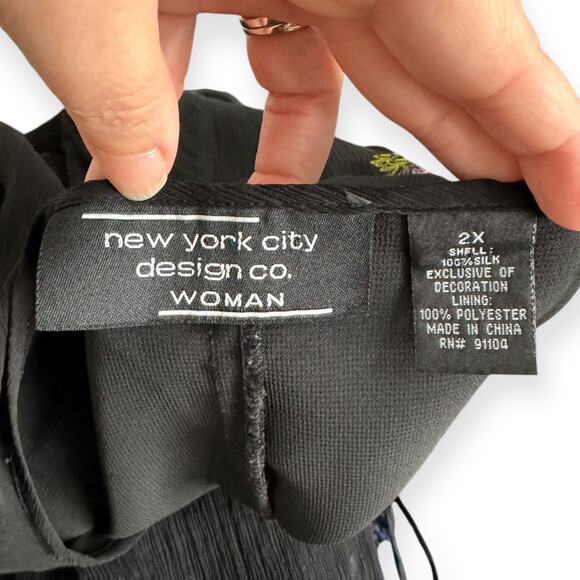 new york city
design co.
WOMAN
2X
SHELL:
100% SILK
EXCLUSIVE OF
DECORATION
LINING:
100% POLYESTER
MADE IN CHINA
RN# 91104